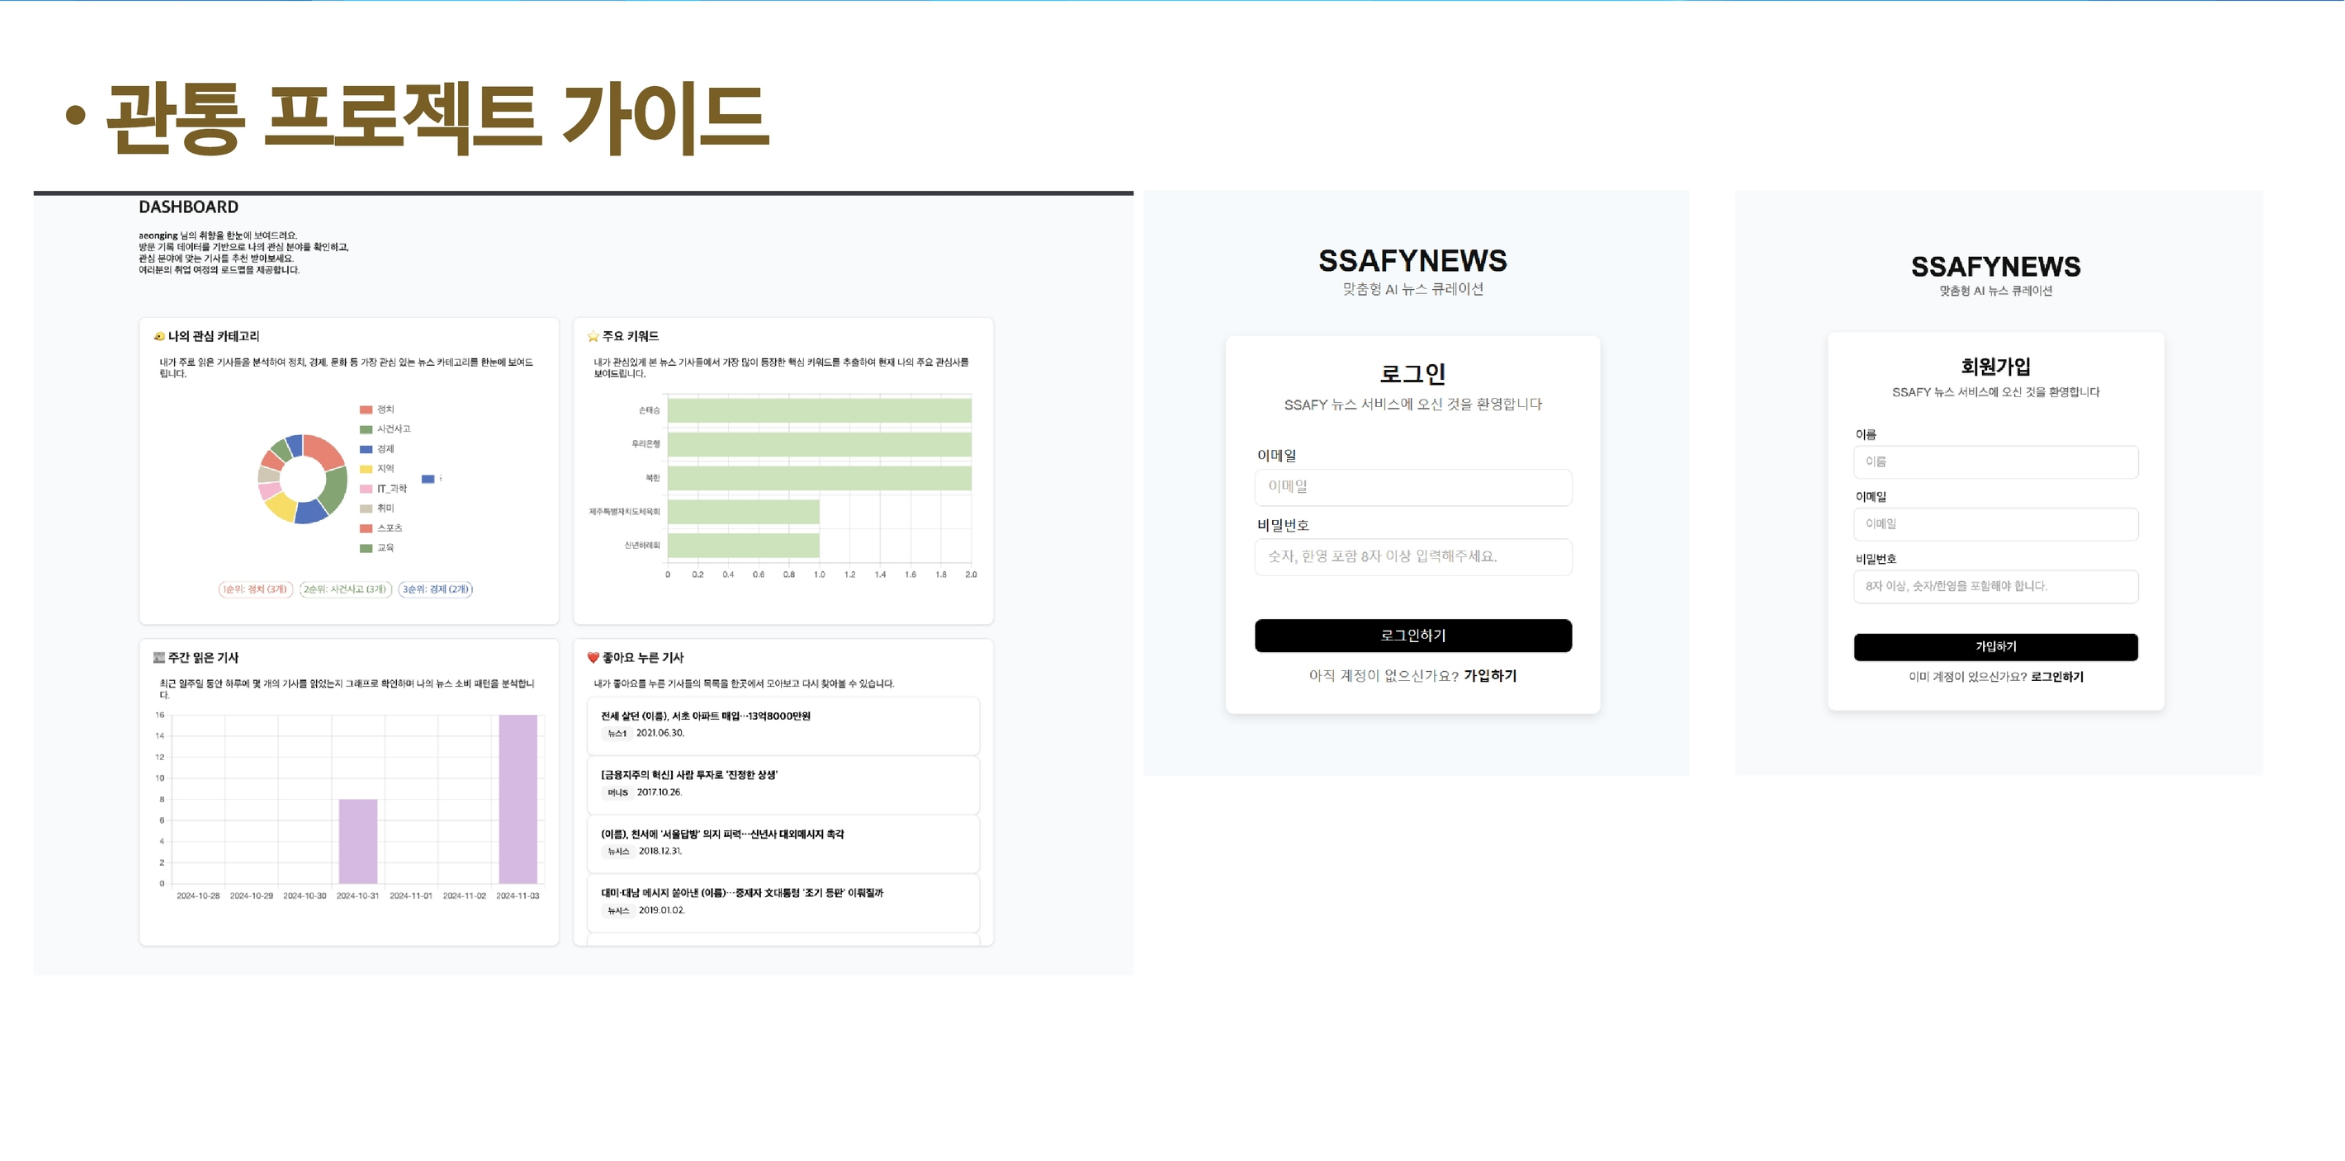 • 관통 프로젝트 가이드
DASHBOARD
aeonging 님의 취향을 한눈에 보여드려요.
방문 기록 데이터를 기반으로 나의 관심 분야를 확인하고,
관심 분야에 맞는 기사를 추천 받아보세요.
여러분의 취업 여정의 로드맵을 제공합니다.
나의 관심 카테고리
내가 주로 읽은 기사들을 분석하여 정치, 경제, 문화 등 가장 관심 있는 뉴스 카테고리를 한눈에 보여드
립니다.
정치
사건사고
경제
지역
IT_과학
취미
스포츠
교육
1순위: 정치 (3개)
2순위: 사건사고 (3개)
3순위: 경제 (2개)
주요 키워드
내가 관심있게 본 뉴스 기사들에서 가장 많이 등장한 핵심 키워드를 추출하여 현재 나의 주요 관심사를
보여드립니다.
손태승
우리은행
북한
제주특별자치도체육회
신년하례회
0 0.2 0.4 0.6 0.8 1.0 1.2 1.4 1.6 1.8 2.0
주간 읽은 기사
최근 일주일 동안 하루에 몇 개의 기사를 읽었는지 그래프로 확인하며 나의 뉴스 소비 패턴을 분석합니
다.
16
14
12
10
8
6
4
2
0
2024-10-28 2024-10-29 2024-10-30 2024-10-31 2024-11-01 2024-11-02 2024-11-03
좋아요 누른 기사
내가 좋아요를 누른 기사들의 목록을 한곳에서 모아보고 다시 찾아볼 수 있습니다.
전세 살던 (이름), 서초 아파트 매입…13억8000만원
뉴스1 2021.06.30.
[금융지주의 혁신] 사람 투자로 '진정한 상생'
머니S 2017.10.26.
(이름), 친서에 '서울답방' 의지 피력…신년사 대외메시지 촉각
뉴시스 2018.12.31.
대미·대남 메시지 쏟아낸 (이름)…중재자 文대통령 '조기 등판' 이뤄질까
뉴시스 2019.01.02.
SSAFYNEWS
맞춤형 AI 뉴스 큐레이션
로그인
SSAFY 뉴스 서비스에 오신 것을 환영합니다
이메일
이메일
비밀번호
숫자, 한영 포함 8자 이상 입력해주세요.
로그인하기
아직 계정이 없으신가요? 가입하기
SSAFYNEWS
맞춤형 AI 뉴스 큐레이션
회원가입
SSAFY 뉴스 서비스에 오신 것을 환영합니다
이름
이름
이메일
이메일
비밀번호
8자 이상, 숫자/한영을 포함해야 합니다.
가입하기
이미 계정이 있으신가요? 로그인하기